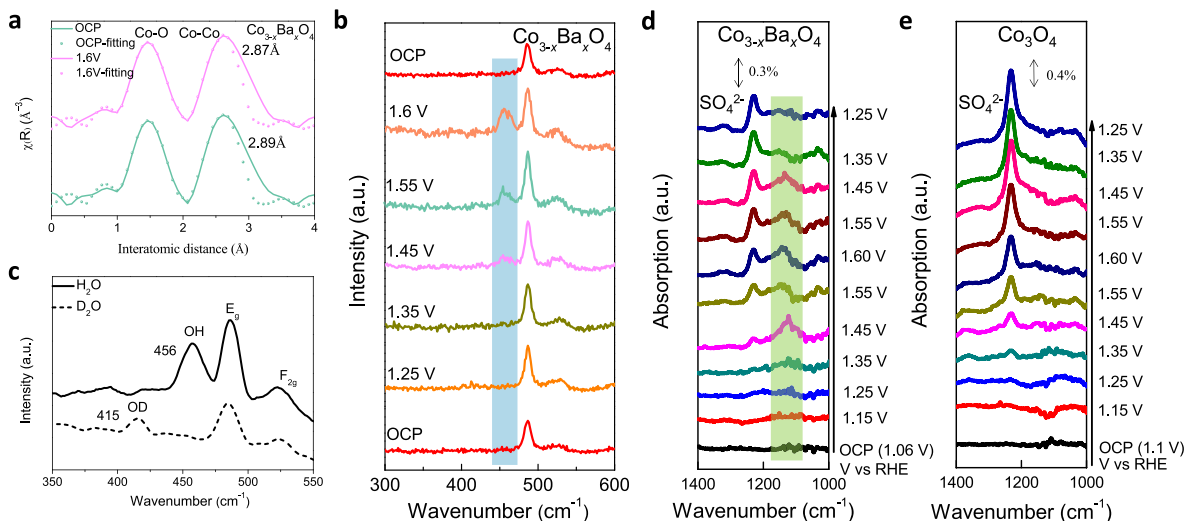 a
OCP
OCP-fitting
1.6V
1.6V-fitting
Co-O
Co-Co
Co3-xBaxO4
2.87Å
2.89Å
χ(R) (Å⁻³)
0 1 2 3 4
Interatomic distance (Å)
b
Co3-xBaxO4
OCP
1.6 V
1.55 V
1.45 V
1.35 V
1.25 V
OCP
Intensity (a.u.)
300 350 400 450 500 550 600
Wavenumber (cm⁻¹)
c
H2O
D2O
Eg
OH
456
F2g
OD
415
Intensity (a.u.)
350 400 450 500 550
Wavenumber (cm⁻¹)
d
Co3-xBaxO4
0.3%
SO4²⁻
1.25 V
1.35 V
1.45 V
1.55 V
1.60 V
1.55 V
1.45 V
1.35 V
1.25 V
1.15 V
OCP (1.06 V)
V vs RHE
Absorption (a.u.)
1400 1200 1000
Wavenumber (cm⁻¹)
e
Co3O4
0.4%
SO4²⁻
1.25 V
1.35 V
1.45 V
1.55 V
1.60 V
1.55 V
1.45 V
1.35 V
1.25 V
1.15 V
OCP (1.1 V)
V vs RHE
Absorption (a.u.)
1400 1200 1000
Wavenumber (cm⁻¹)